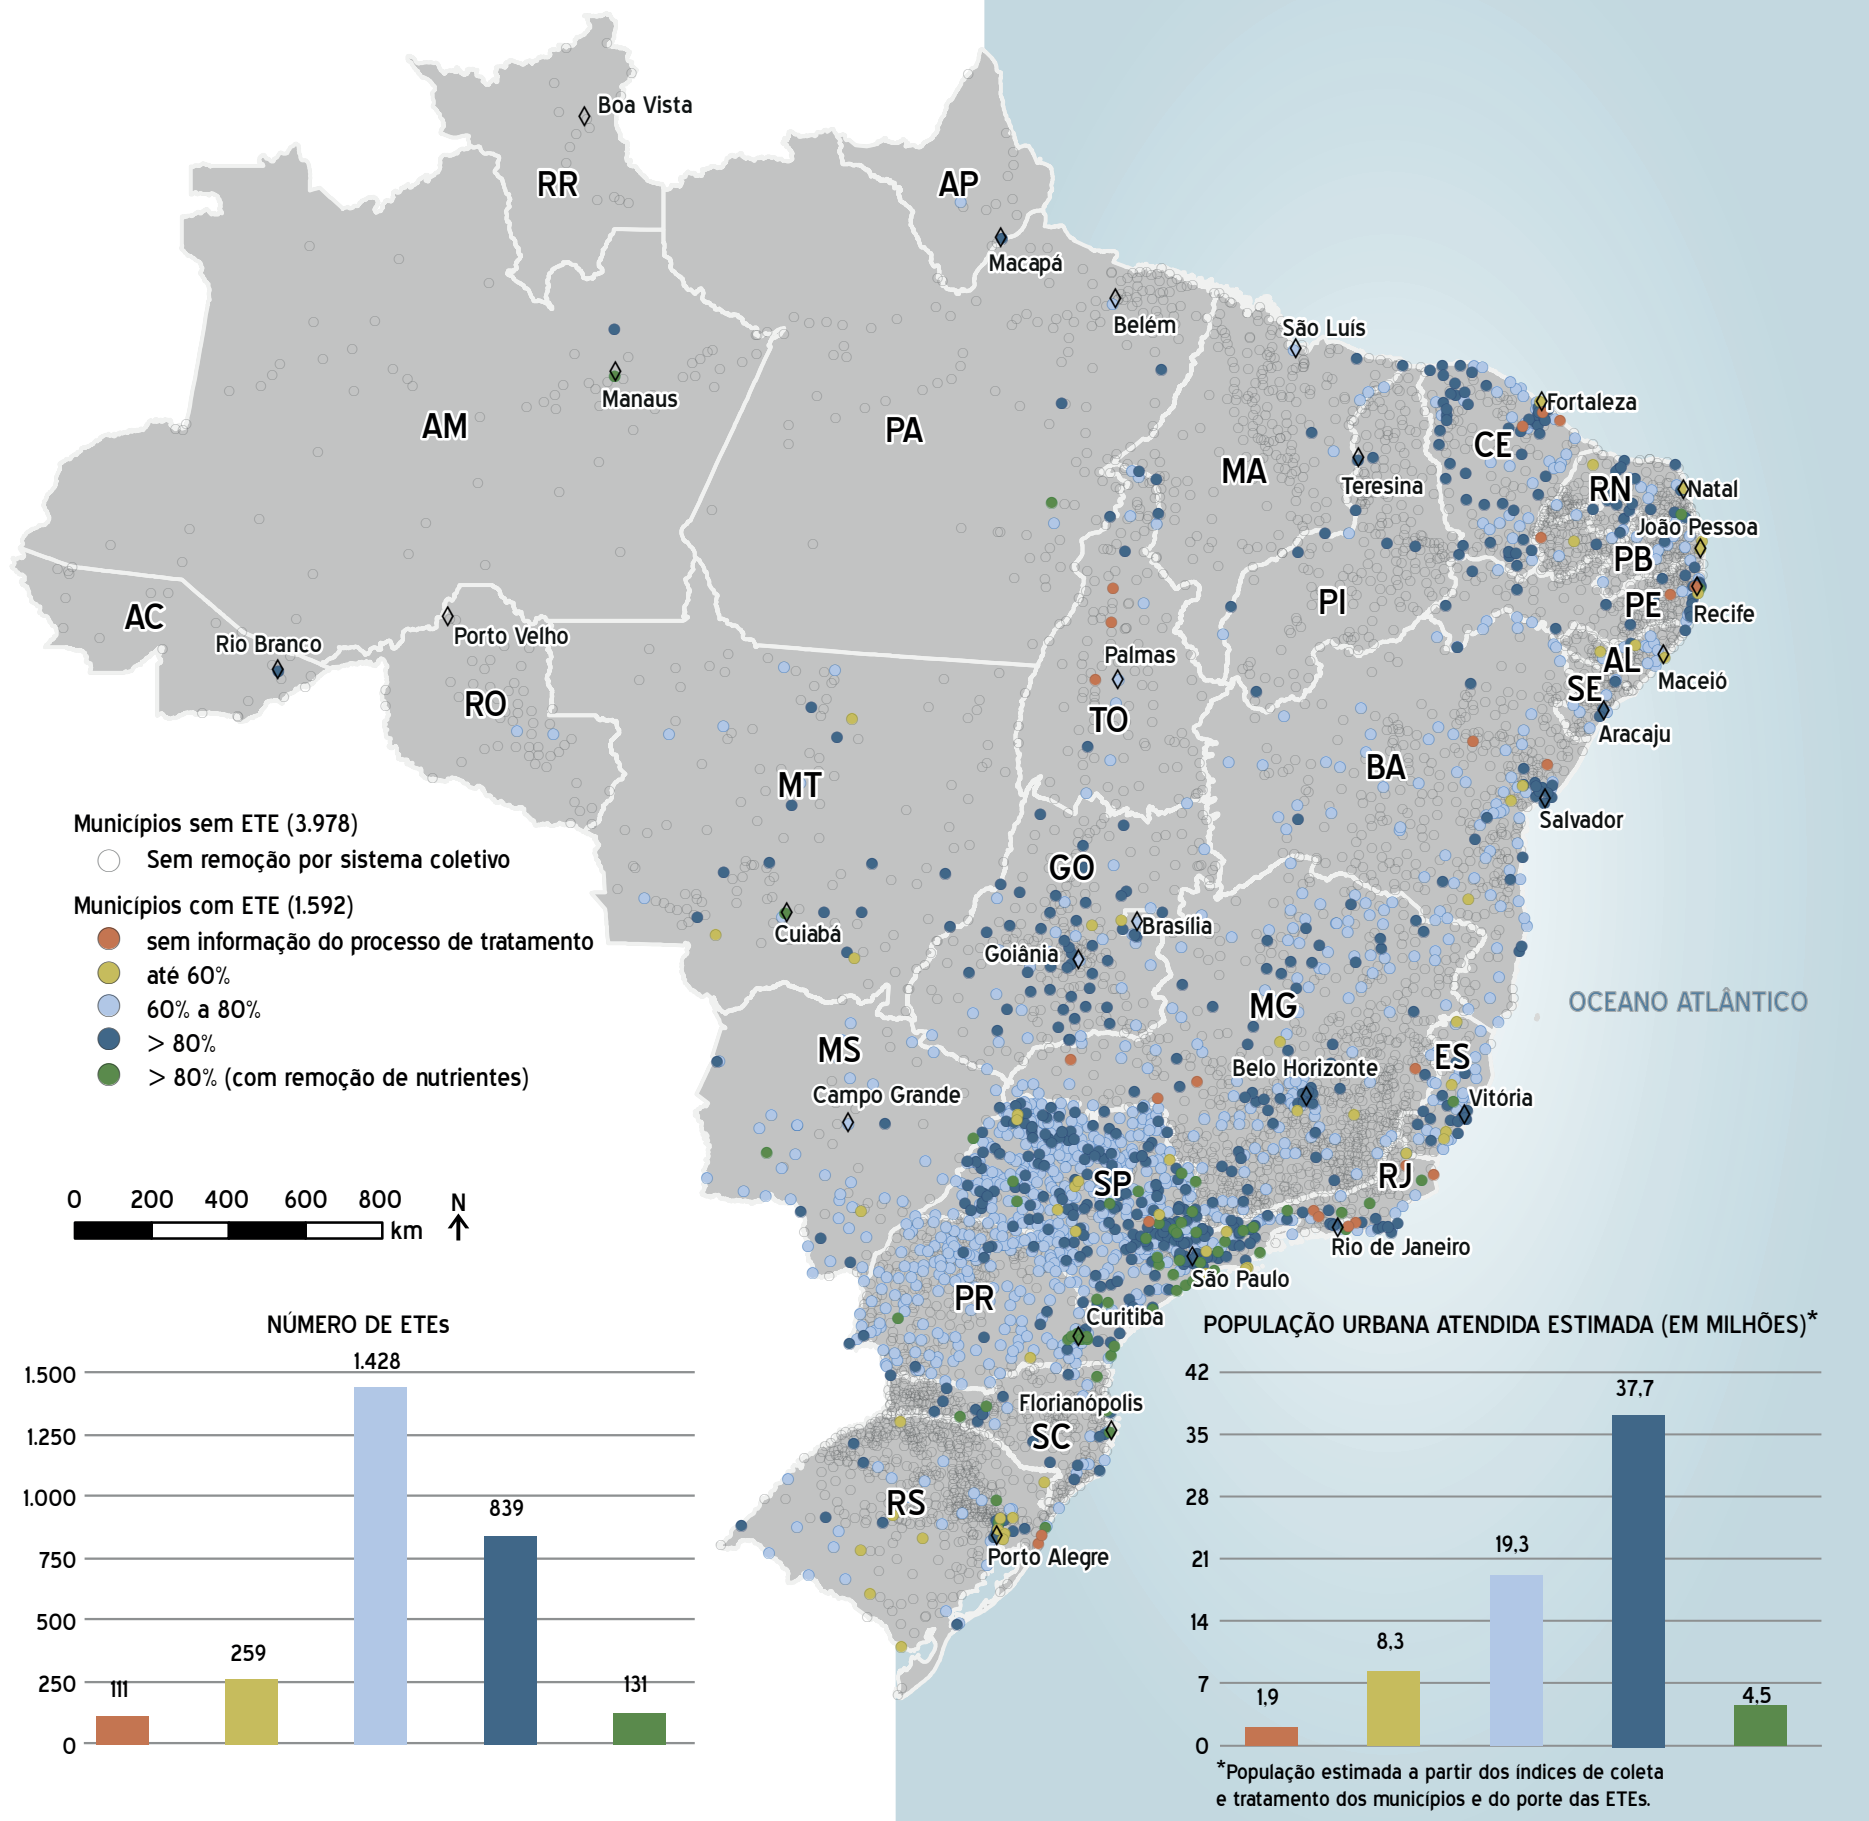 Boa Vista
RR
AP
Macapá
Belém
São Luís
Manaus
Fortaleza
AM
PA
CE
MA
Teresina
RN
Natal
João Pessoa
PB
PI
PE
AC
Recife
Rio Branco
Porto Velho
Palmas
AL
Maceió
SE
RO
TO
Aracaju
BA
MT
Salvador
Municípios sem ETE (3.978)
Sem remoção por sistema coletivo
GO
Municípios com ETE (1.592)
sem informação do processo de tratamento
até 60%
60% a 80%
> 80%
> 80% (com remoção de nutrientes)
Cuiabá
Brasília
Goiânia
OCEANO ATLÂNTICO
MG
MS
ES
Belo Horizonte
Campo Grande
Vitória
SP
RJ
0 200 400 600 800
km
N
Rio de Janeiro
São Paulo
PR
Curitiba
Florianópolis
SC
RS
Porto Alegre
NÚMERO DE ETEs
1.428
1.500
1.250
1.000
839
750
500
259
250
111
131
0
POPULAÇÃO URBANA ATENDIDA ESTIMADA (EM MILHÕES)*
42
37,7
35
28
19,3
21
14
8,3
7
1,9
4,5
0
*População estimada a partir dos índices de coleta
e tratamento dos municípios e do porte das ETEs.